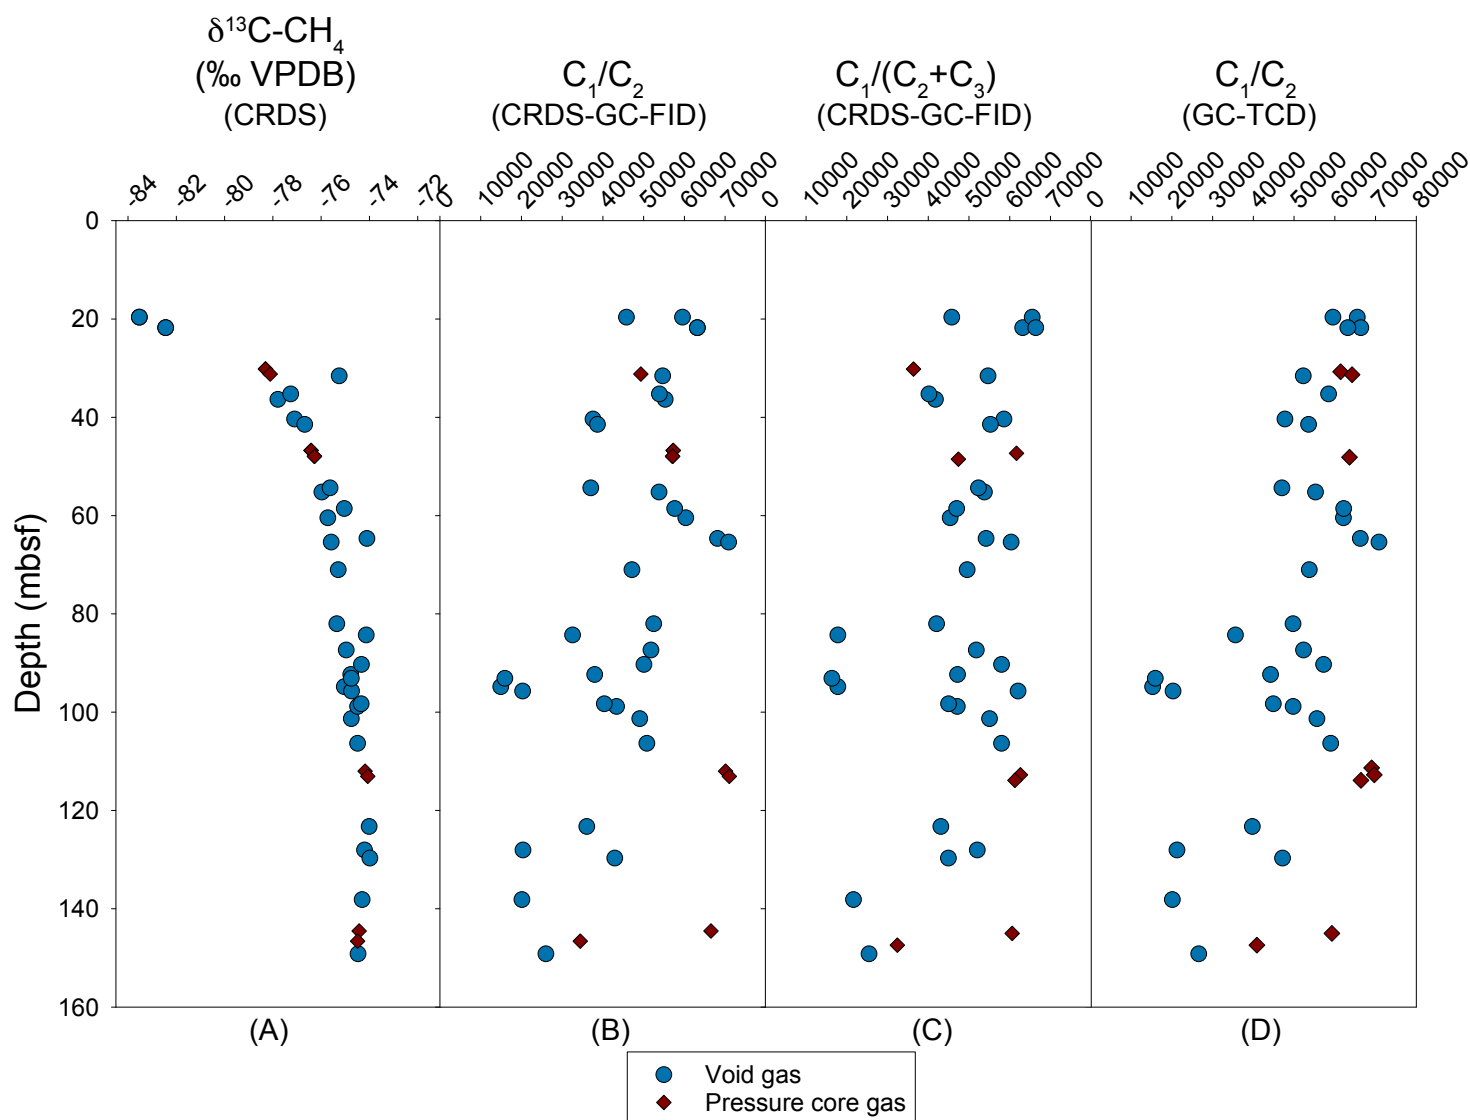 δ¹³C-CH₄
(‰ VPDB)
(CRDS)
C₁/C₂
(CRDS-GC-FID)
C₁/(C₂+C₃)
(CRDS-GC-FID)
C₁/C₂
(GC-TCD)
-84 -82 -80 -78 -76 -74 -72
0 10000 20000 30000 40000 50000 60000 70000
0 10000 20000 30000 40000 50000 60000 70000
0 10000 20000 30000 40000 50000 60000 70000 80000
Depth (mbsf)
0
20
40
60
80
100
120
140
160
(A) (B) (C) (D)
Void gas
Pressure core gas